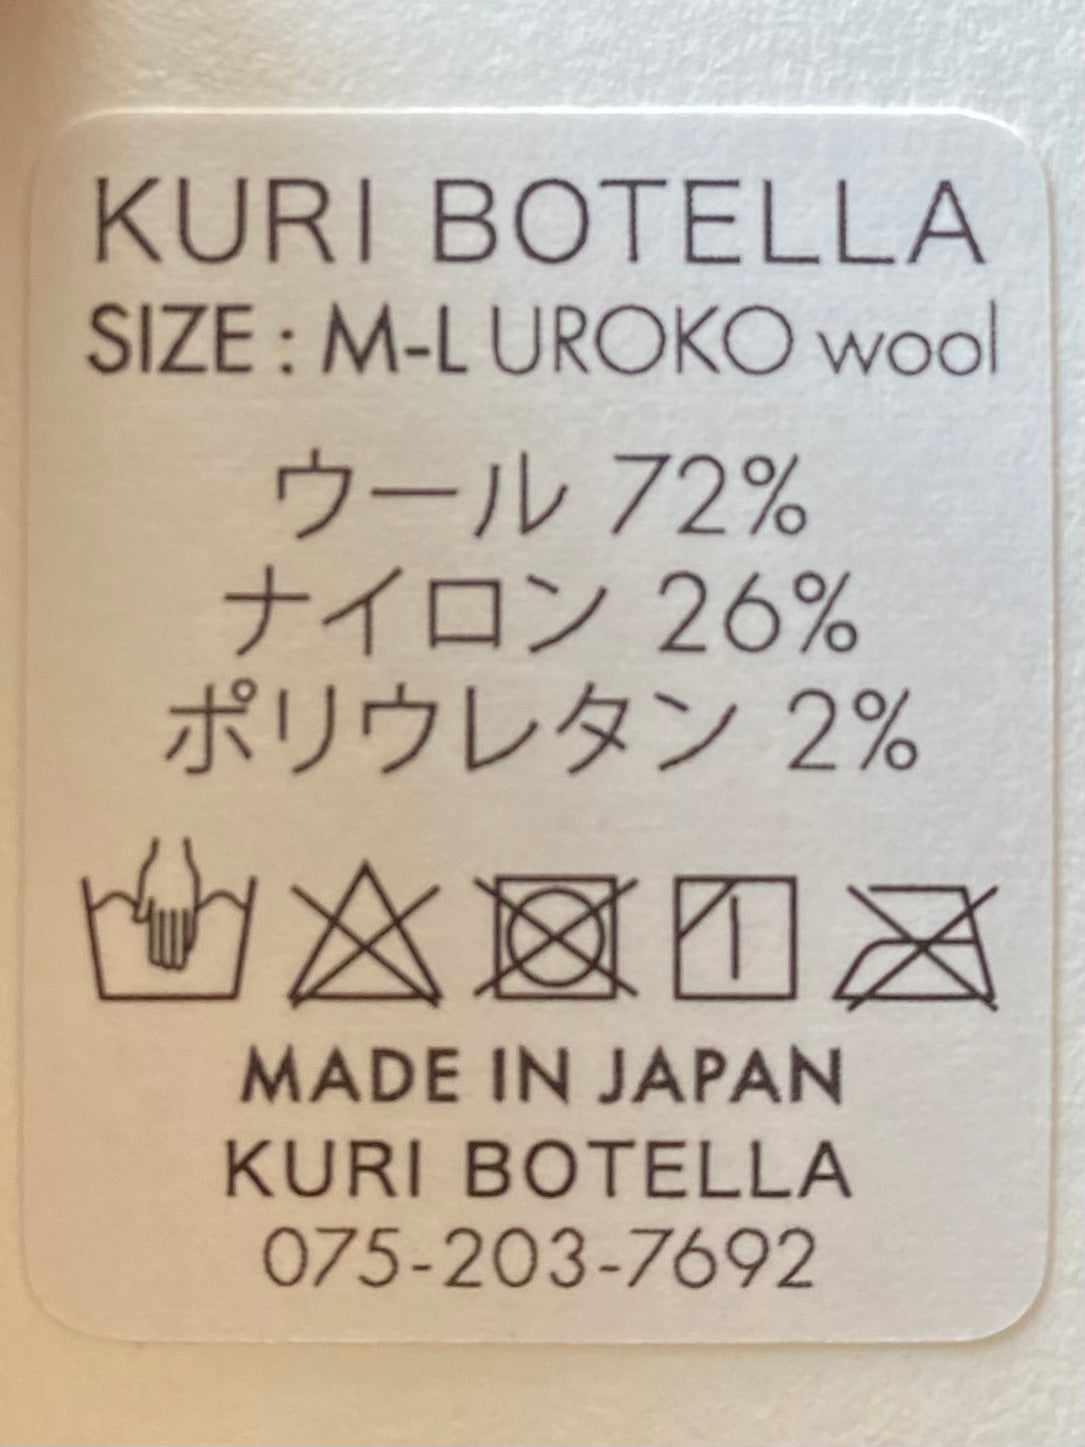 KURI BOTELLA
SIZE : M-L UROKO wool
ウール 72%
ナイロン 26%
ポリウレタン 2%
MADE IN JAPAN
KURI BOTELLA
075-203-7692